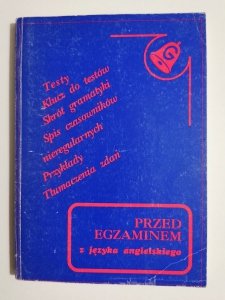 G
Testy
Klucz do testów
Skrót gramatyki
Spis czasowników
nieregularnych
Przykłady
Tłumaczenia zdań
PRZED
EGZAMINEM
z języka angielskiego